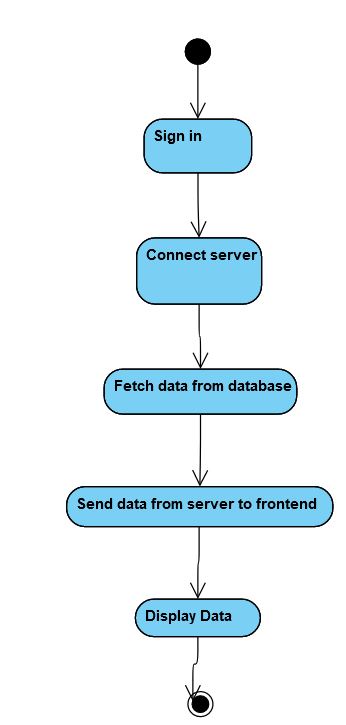 Sign in
Connect server
Fetch data from database
Send data from server to frontend
Display Data